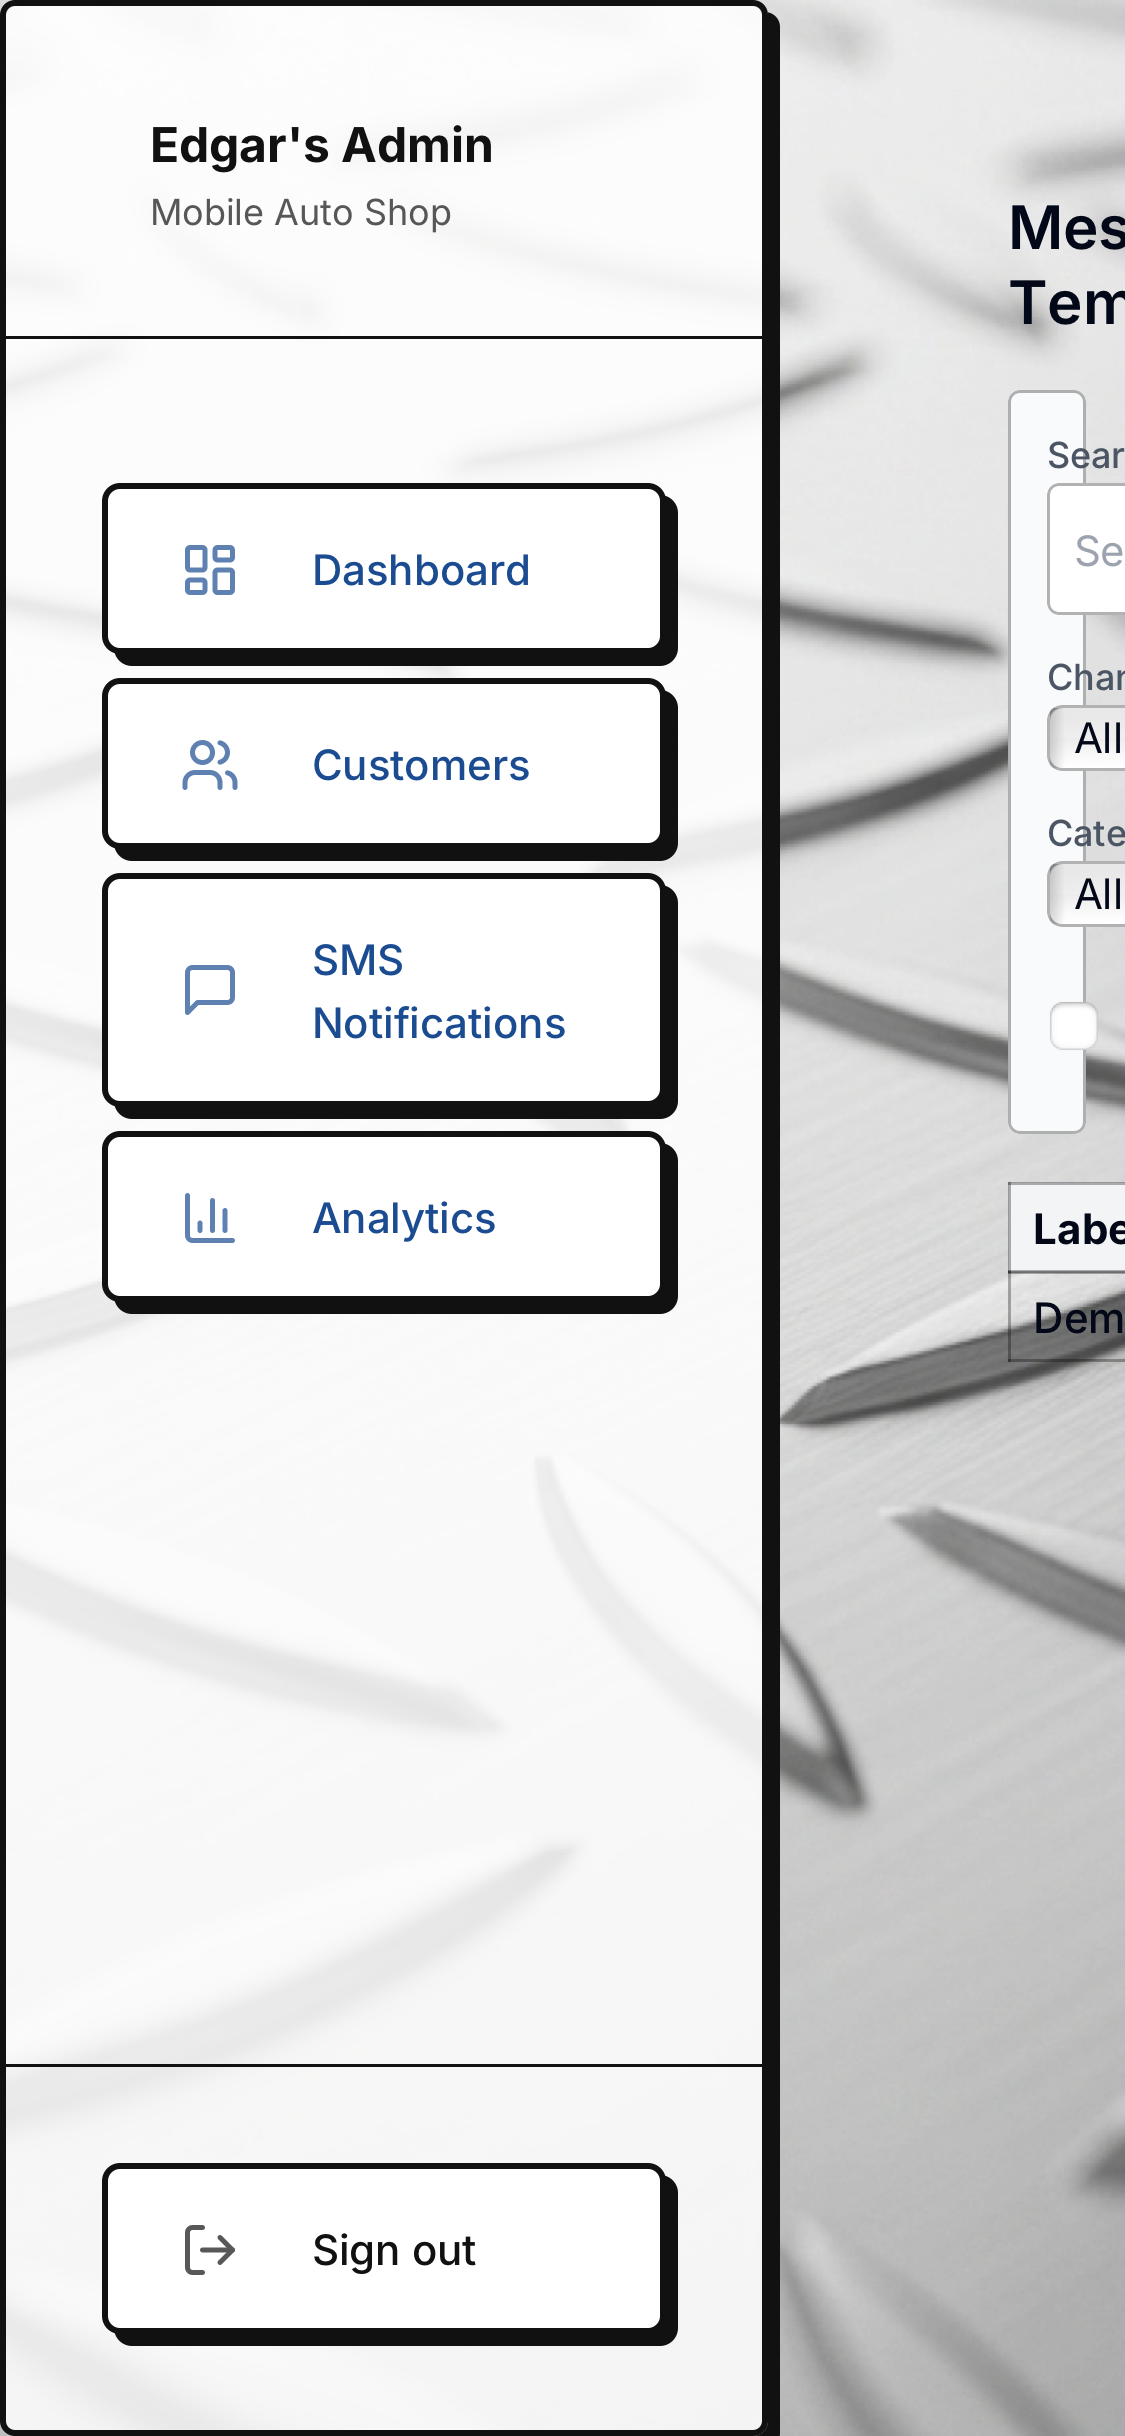 Edgar's Admin
Mobile Auto Shop
Dashboard
Customers
SMS
Notifications
Analytics
Sign out
Mes
Tem
Sear
Se
Char
All
Cate
All
Labe
Dem